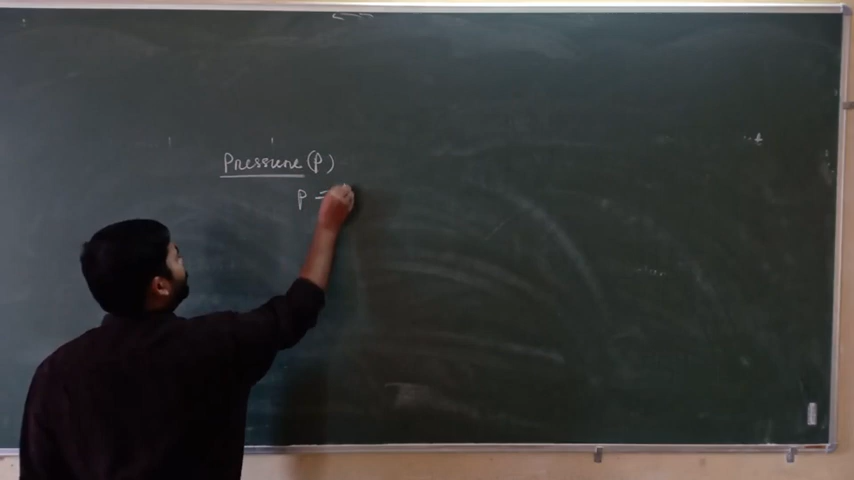 Pressure (P)
P =